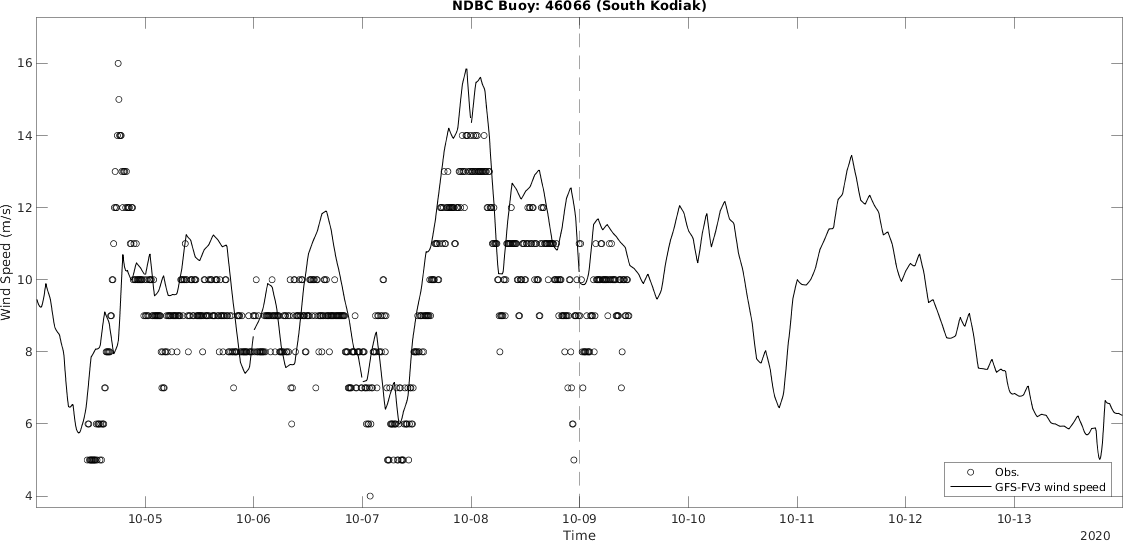 NDBC Buoy: 46066 (South Kodiak)
16
14
12
10
8
6
4
Wind Speed (m/s)
10-05 10-06 10-07 10-08 10-09 10-10 10-11 10-12 10-13
Time
2020
Obs.
GFS-FV3 wind speed